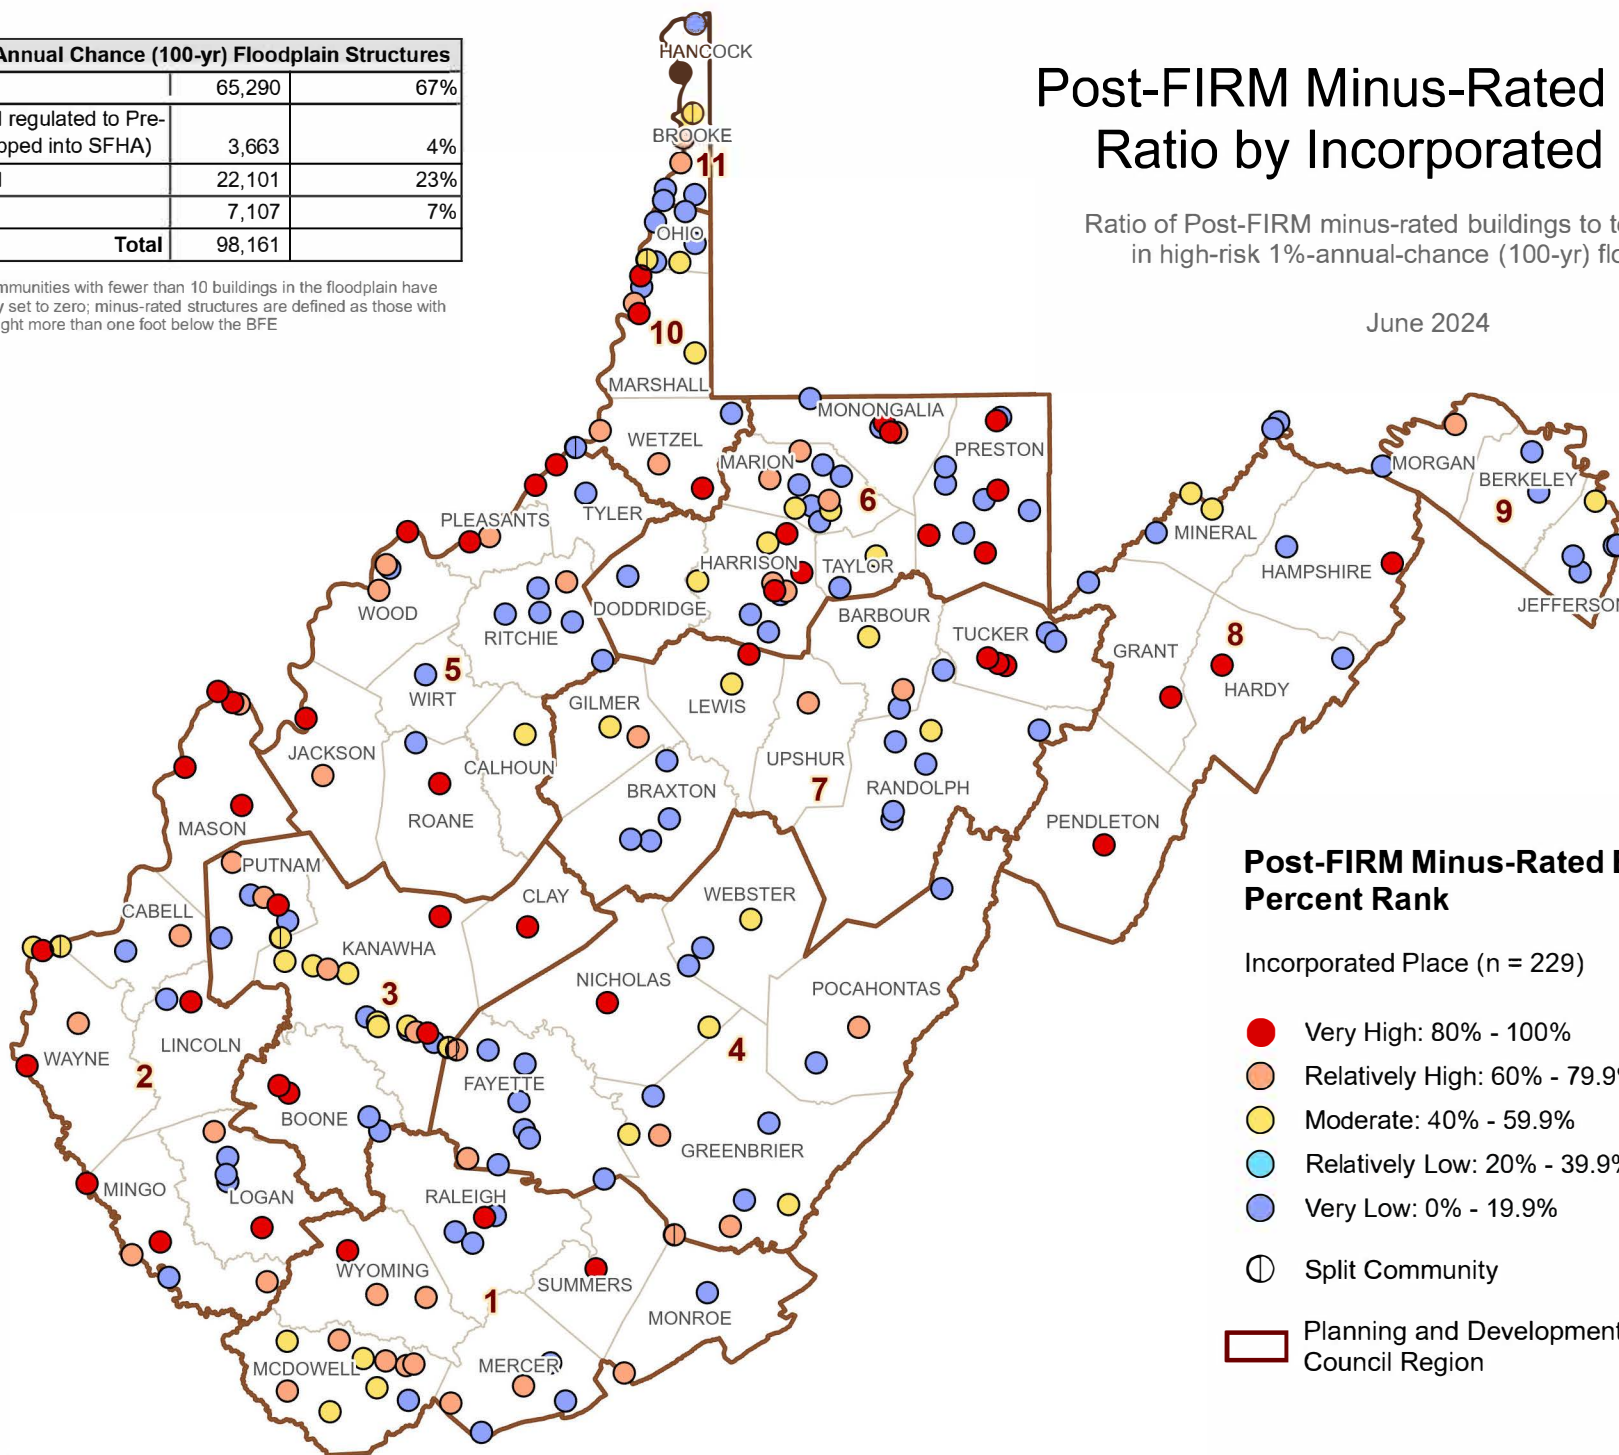 Annual Chance (100-yr) Floodplain Structures
65,290 67%
regulated to Pre-
pped into SFHA) 3,663 4%
22,101 23%
7,107 7%
Total 98,161
mmunities with fewer than 10 buildings in the floodplain have
y set to zero; minus-rated structures are defined as those with
ght more than one foot below the BFE
Post-FIRM Minus-Rated
Ratio by Incorporated
Ratio of Post-FIRM minus-rated buildings to t
in high-risk 1%-annual-chance (100-yr) flo
June 2024
HANCOCK
BROOKE
11
OHIO
10
MARSHALL
MONONGALIA
WETZEL
PRESTON
MARION
MORGAN
BERKELEY
6
9
TYLER
PLEASANTS
MINERAL
HARRISON
TAYLOR
HAMPSHIRE
JEFFERSON
WOOD
DODDRIDGE
BARBOUR
RITCHIE
TUCKER
8
GRANT
5
WIRT
GILMER
LEWIS
HARDY
JACKSON
CALHOUN
UPSHUR
7
BRAXTON
RANDOLPH
ROANE
MASON
PENDLETON
PUTNAM
WEBSTER
CLAY
CABELL
KANAWHA
NICHOLAS
POCAHONTAS
3
LINCOLN
WAYNE
4
2
FAYETTE
BOONE
GREENBRIER
MINGO
LOGAN
RALEIGH
WYOMING
SUMMERS
1
MONROE
MCDOWELL
MERCER
Post-FIRM Minus-Rated
Percent Rank
Incorporated Place (n = 229)
Very High: 80% - 100%
Relatively High: 60% - 79.9%
Moderate: 40% - 59.9%
Relatively Low: 20% - 39.9%
Very Low: 0% - 19.9%
Split Community
Planning and Development
Council Region